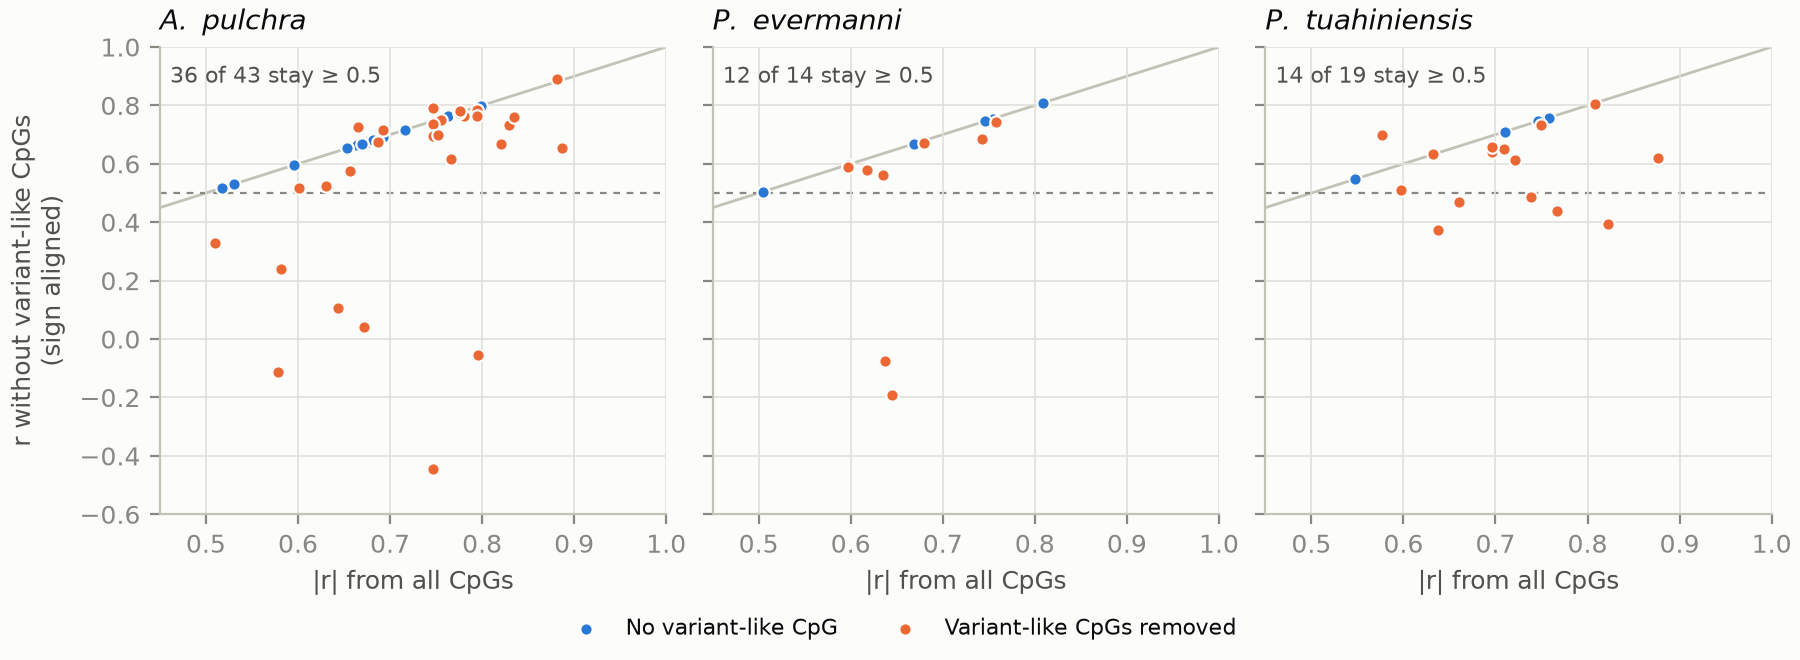 A. pulchra
P. evermanni
P. tuahiniensis
36 of 43 stay ≥ 0.5
12 of 14 stay ≥ 0.5
14 of 19 stay ≥ 0.5
r without variant-like CpGs
(sign aligned)
1.0
0.8
0.6
0.4
0.2
0.0
−0.2
−0.4
−0.6
0.5 0.6 0.7 0.8 0.9 1.0
0.5 0.6 0.7 0.8 0.9 1.0
0.5 0.6 0.7 0.8 0.9 1.0
|r| from all CpGs
|r| from all CpGs
|r| from all CpGs
No variant-like CpG
Variant-like CpGs removed